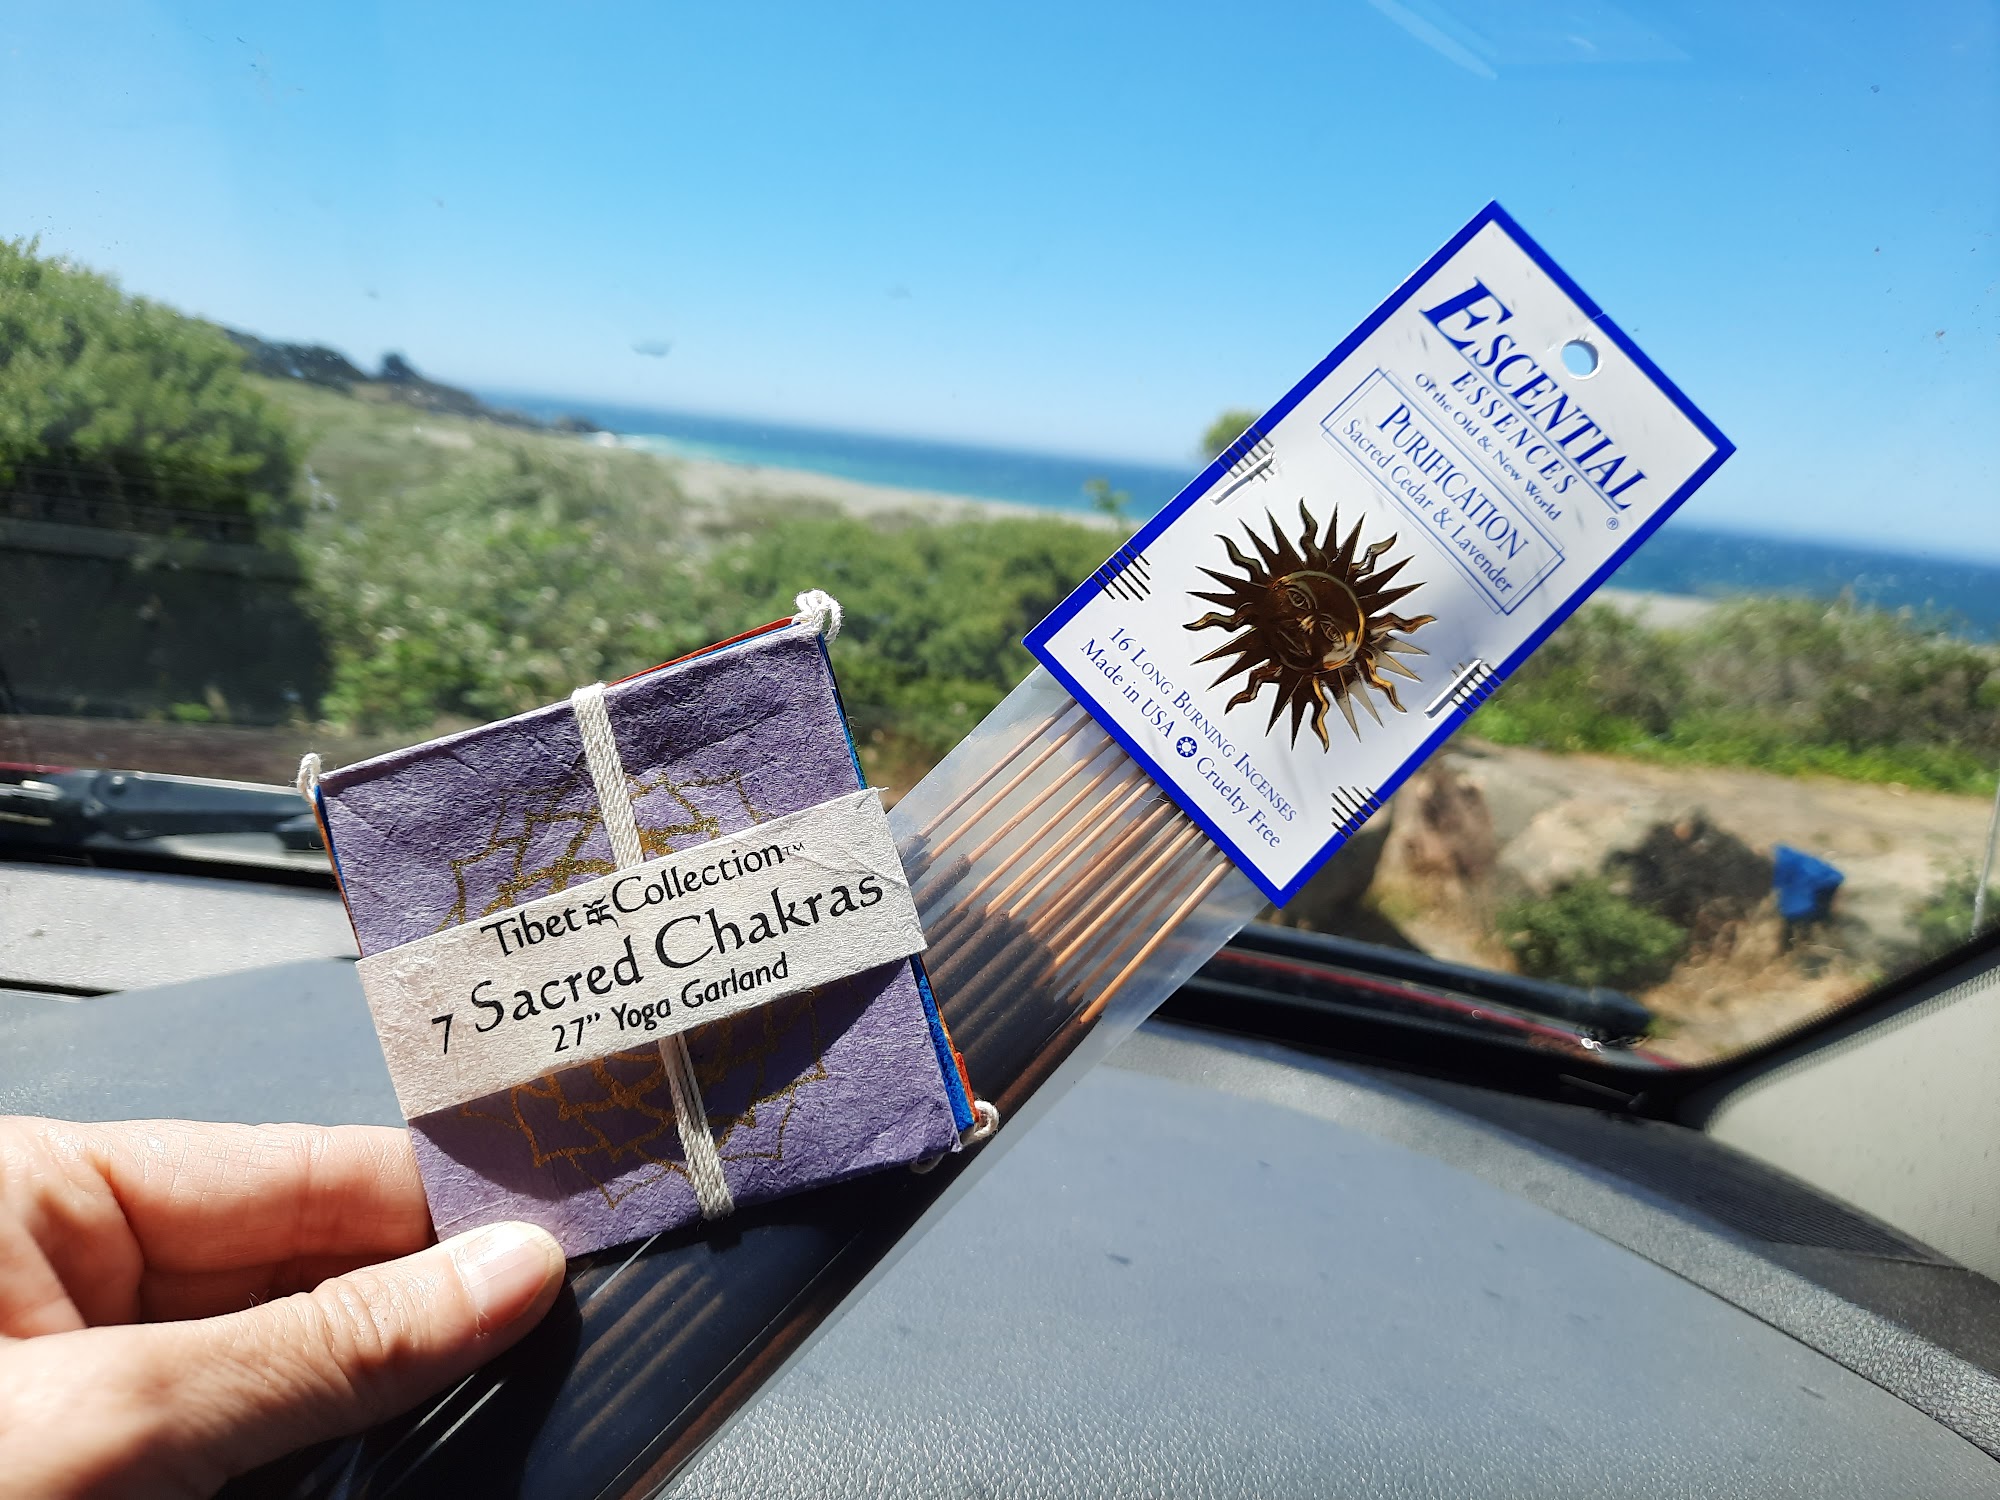 Tibet Collection™
7 Sacred Chakras
27” Yoga Garland
ESCENTIAL®
ESSENCES
Of the Old & New World
PURIFICATION
Sacred Cedar & Lavender
16 LONG BURNING INCENSES
Made in USA Cruelty Free